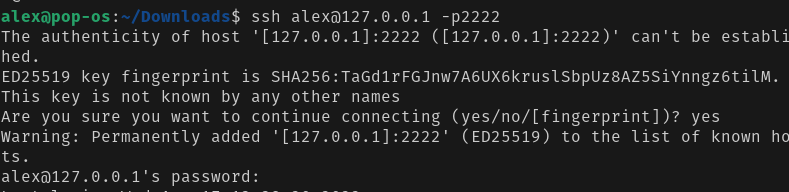 alex@pop-os:~/Downloads$ ssh alex@127.0.0.1 -p2222
The authenticity of host '[127.0.0.1]:2222 ([127.0.0.1]:2222)' can't be establi
hed.
ED25519 key fingerprint is SHA256:TaGd1rFGJnw7A6UX6kruslSbpUz8AZ5SiYnngz6tilM.
This key is not known by any other names
Are you sure you want to continue connecting (yes/no/[fingerprint])? yes
Warning: Permanently added '[127.0.0.1]:2222' (ED25519) to the list of known ho
ts.
alex@127.0.0.1's password: